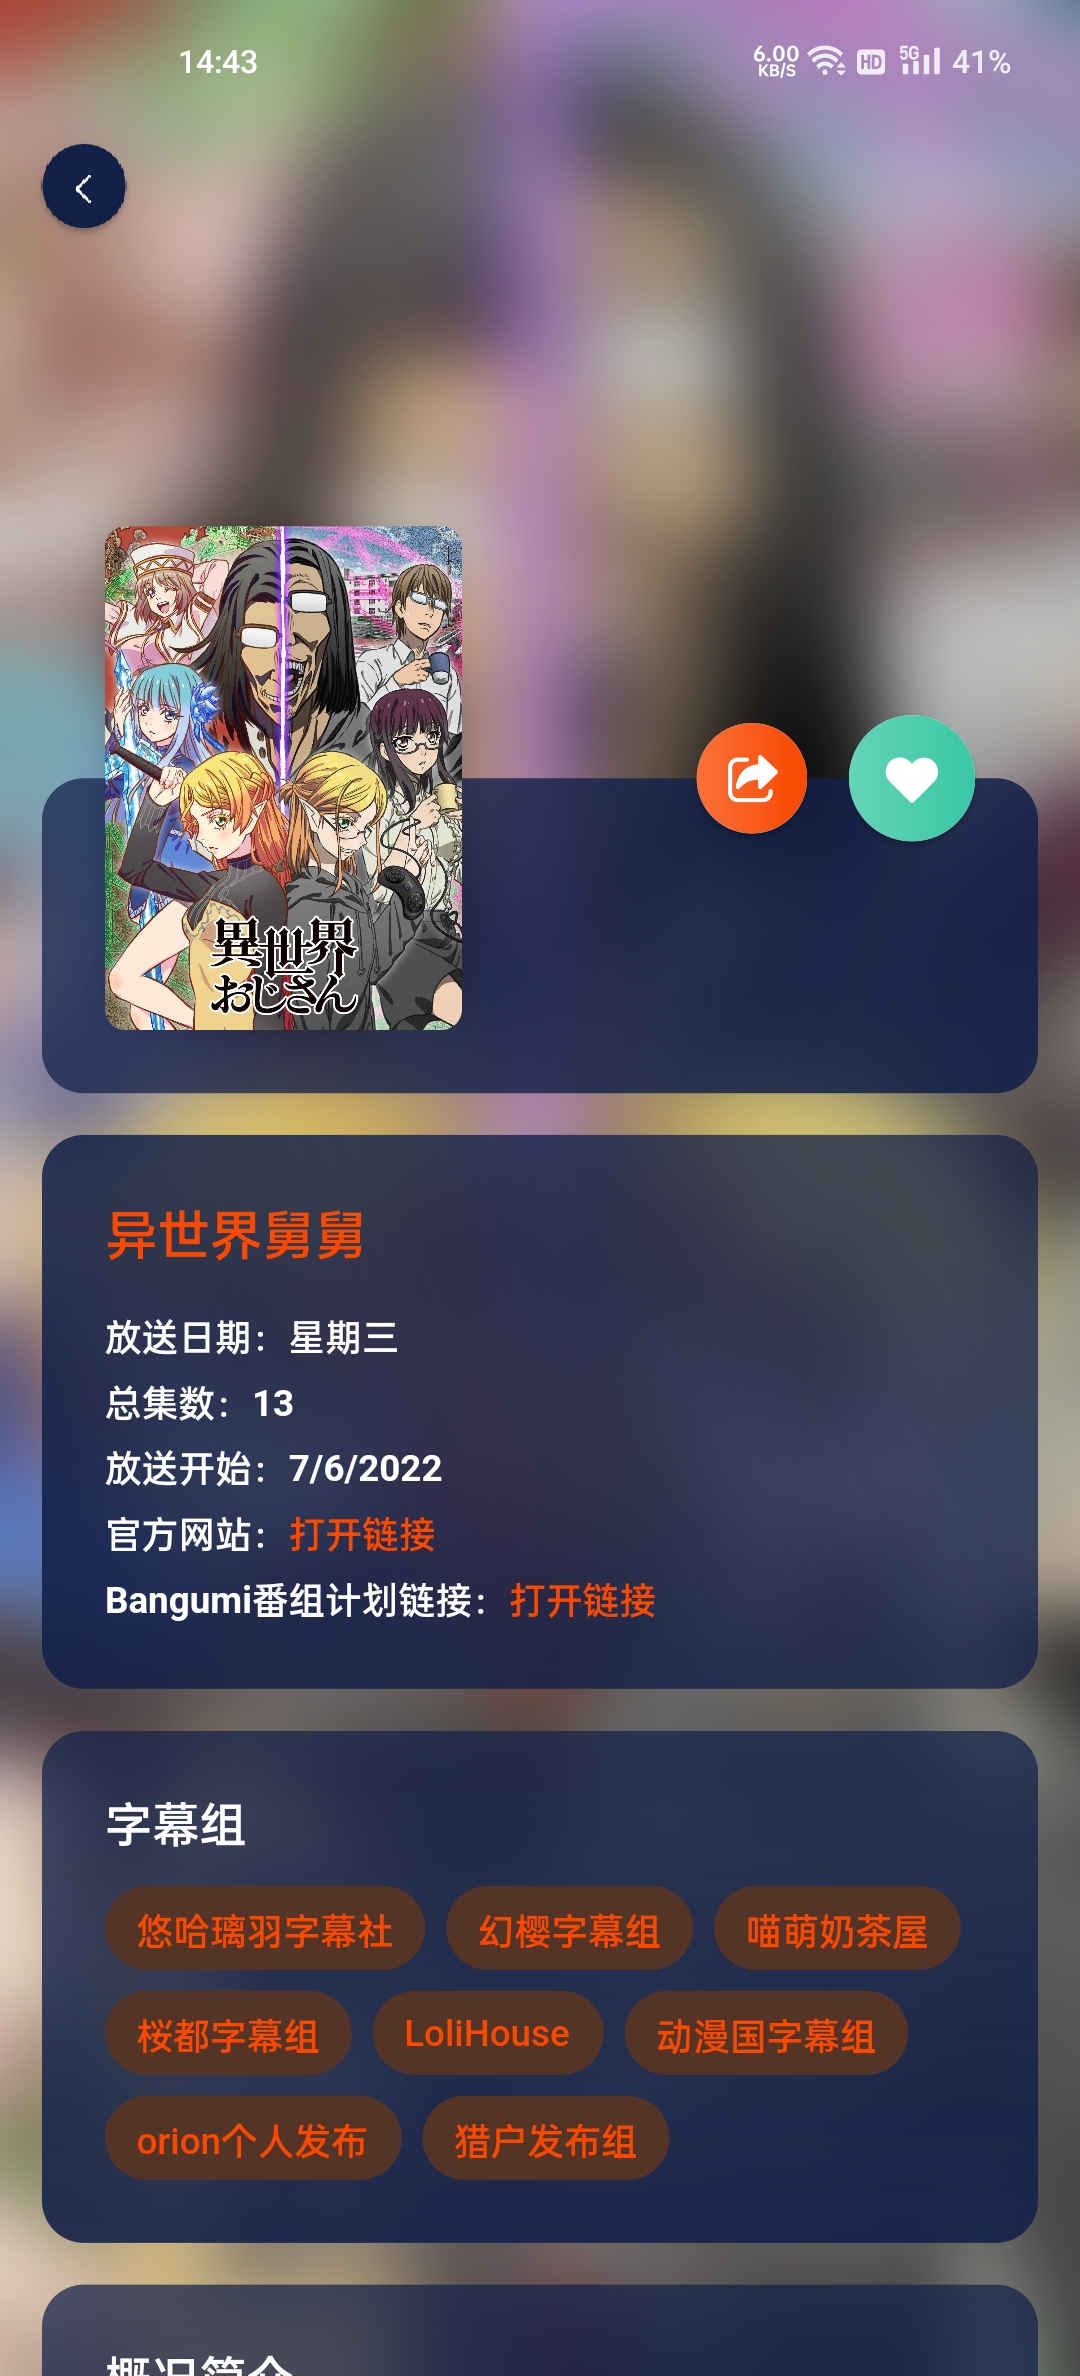 14:43
6.00
KB/S
HD
5G
41%
異世界
おじさん
异世界舅舅
放送日期：星期三
总集数：13
放送开始：7/6/2022
官方网站：打开链接
Bangumi番组计划链接：打开链接
字幕组
悠哈璃羽字幕社 幻樱字幕组 喵萌奶茶屋
桜都字幕组 LoliHouse 动漫国字幕组
orion个人发布 猎户发布组
概况简介